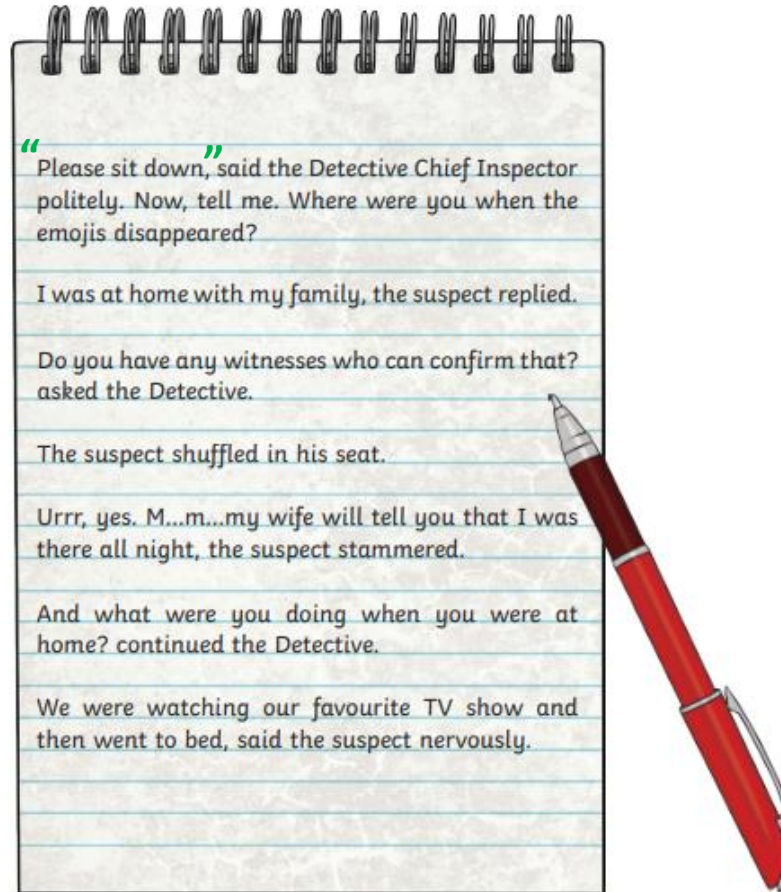 “Please sit down,” said the Detective Chief Inspector
politely. Now, tell me. Where were you when the
emojis disappeared?
I was at home with my family, the suspect replied.
Do you have any witnesses who can confirm that?
asked the Detective.
The suspect shuffled in his seat.
Urrr, yes. M...m...my wife will tell you that I was
there all night, the suspect stammered.
And what were you doing when you were at
home? continued the Detective.
We were watching our favourite TV show and
then went to bed, said the suspect nervously.